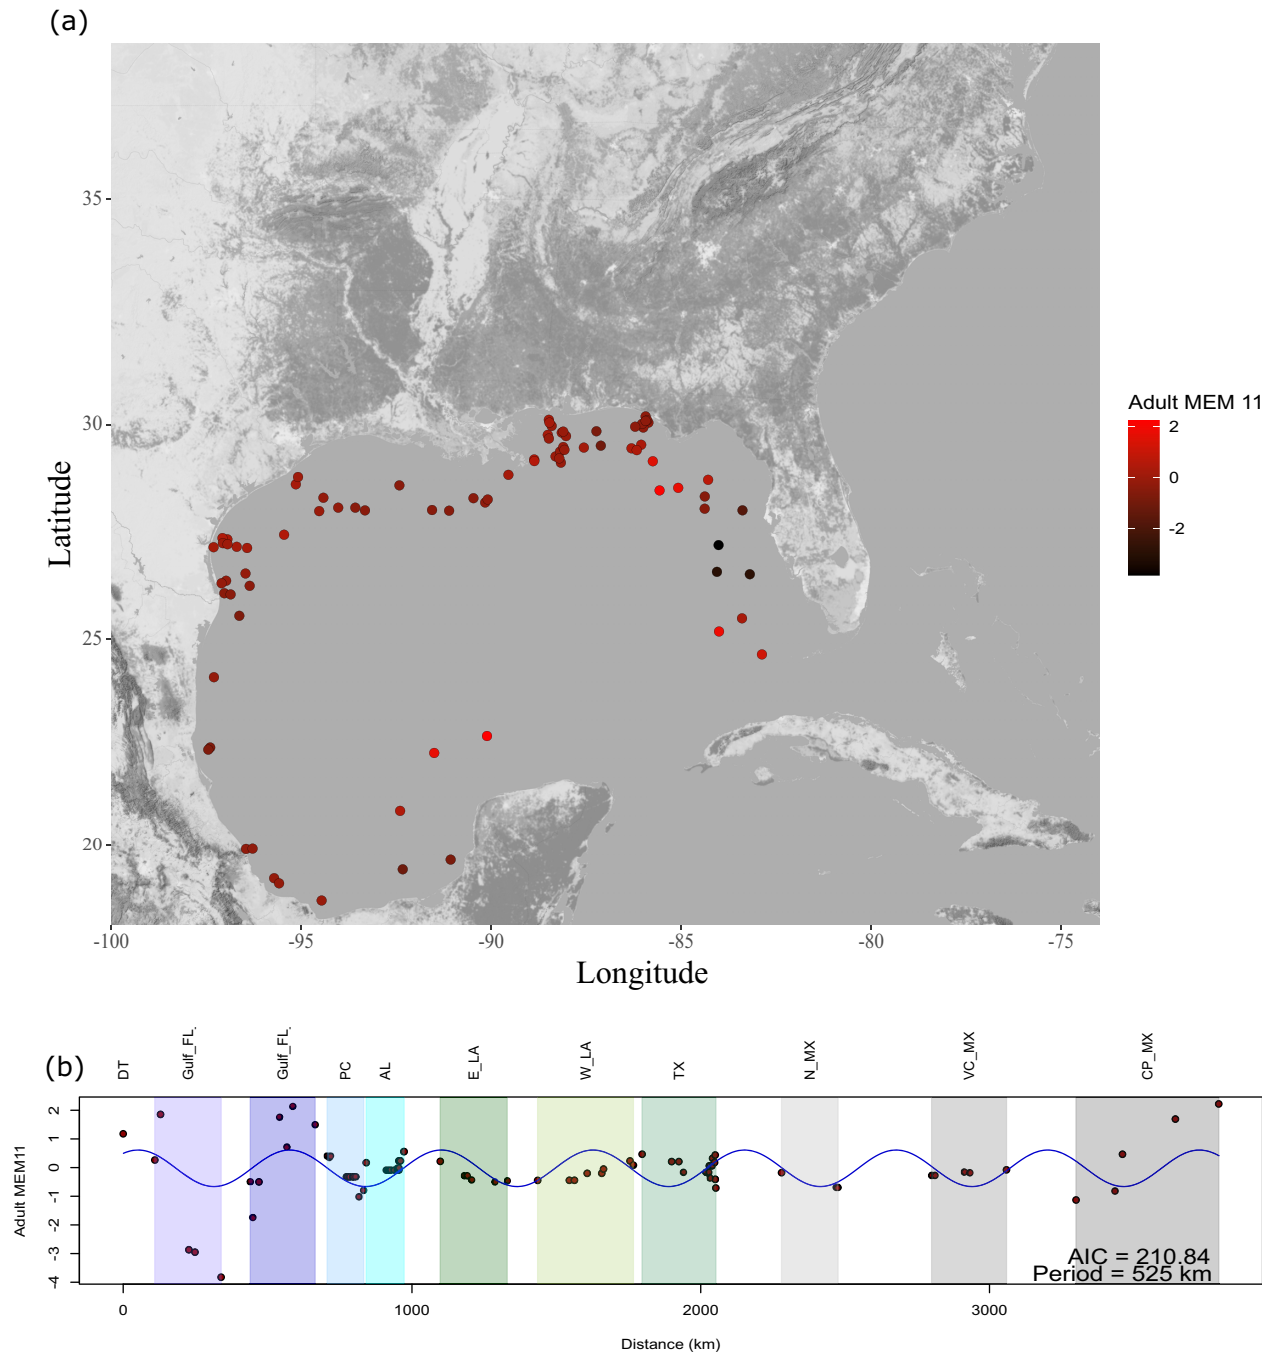 (a)
35
30
25
20
Latitude
-100
-95
-90
-85
-80
-75
Longitude
Adult MEM 11
2
0
-2
(b)
DT
Gulf_FL.
Gulf_FL.
PC
AL
E_LA
W_LA
TX
N_MX
VC_MX
CP_MX
2
1
0
-1
-2
-3
-4
Adult MEM11
AIC = 210.84
Period = 525 km
0
1000
2000
3000
Distance (km)